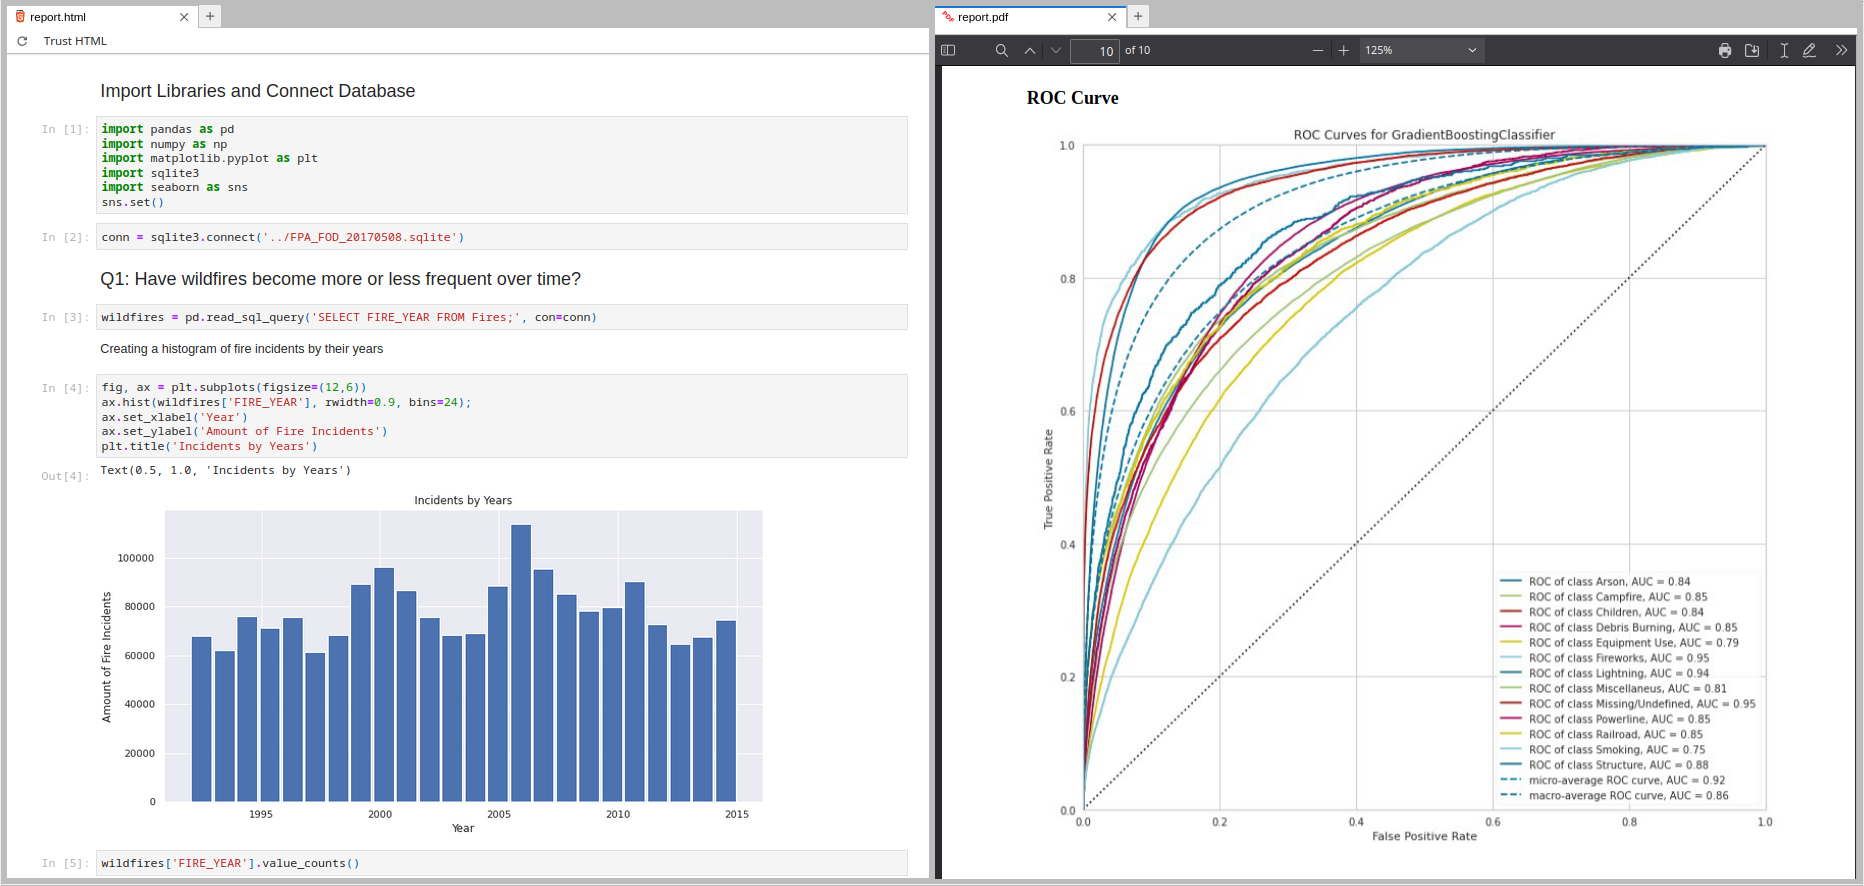 report.html
Trust HTML
Import Libraries and Connect Database
In [1]:
import pandas as pd
import numpy as np
import matplotlib.pyplot as plt
import sqlite3
import seaborn as sns
sns.set()
In [2]:
conn = sqlite3.connect('../FPA_FOD_20170508.sqlite')
Q1: Have wildfires become more or less frequent over time?
In [3]:
wildfires = pd.read_sql_query('SELECT FIRE_YEAR FROM Fires;', con=conn)
Creating a histogram of fire incidents by their years
In [4]:
fig, ax = plt.subplots(figsize=(12,6))
ax.hist(wildfires['FIRE_YEAR'], rwidth=0.9, bins=24);
ax.set_xlabel('Year')
ax.set_ylabel('Amount of Fire Incidents')
plt.title('Incidents by Years')
Out[4]:
Text(0.5, 1.0, 'Incidents by Years')
Incidents by Years
Amount of Fire Incidents
100000
80000
60000
40000
20000
0
1995 2000 2005 2010 2015
Year
In [5]:
wildfires['FIRE_YEAR'].value_counts()
report.pdf
10 of 10
125%
ROC Curve
ROC Curves for GradientBoostingClassifier
True Positive Rate
1.0
0.8
0.6
0.4
0.2
0.0
ROC of class Arson, AUC = 0.84
ROC of class Campfire, AUC = 0.85
ROC of class Children, AUC = 0.84
ROC of class Debris Burning, AUC = 0.85
ROC of class Equipment Use, AUC = 0.79
ROC of class Fireworks, AUC = 0.95
ROC of class Lightning, AUC = 0.94
ROC of class Miscellaneus, AUC = 0.81
ROC of class Missing/Undefined, AUC = 0.95
ROC of class Powerline, AUC = 0.85
ROC of class Railroad, AUC = 0.85
ROC of class Smoking, AUC = 0.75
ROC of class Structure, AUC = 0.88
micro-average ROC curve, AUC = 0.92
macro-average ROC curve, AUC = 0.86
0.0 0.2 0.4 0.6 0.8 1.0
False Positive Rate